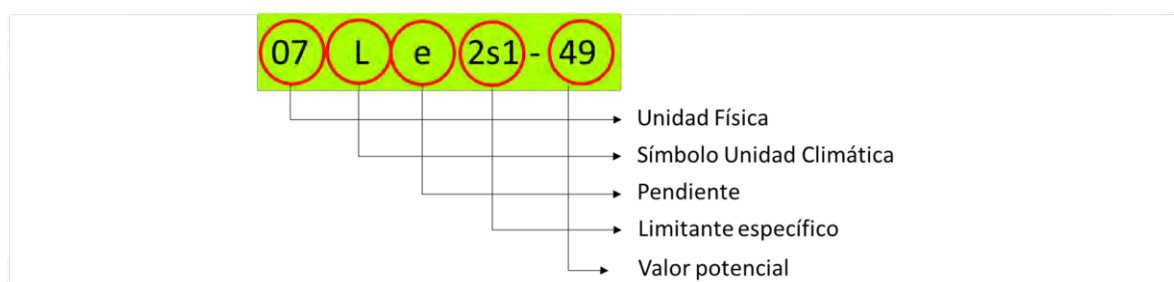 07 L e 2s1 - 49
Unidad Física
Símbolo Unidad Climática
Pendiente
Limitante específico
Valor potencial